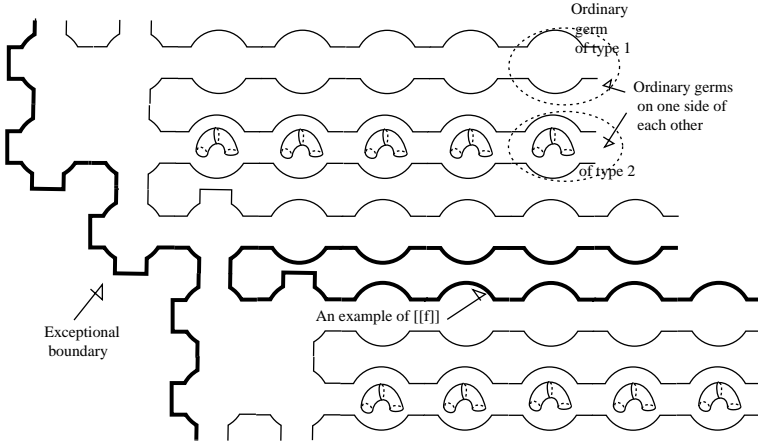 Ordinary
germ
of type 1
Ordinary germs
on one side of
each other
of type 2
An example of [[f]]
Exceptional
boundary